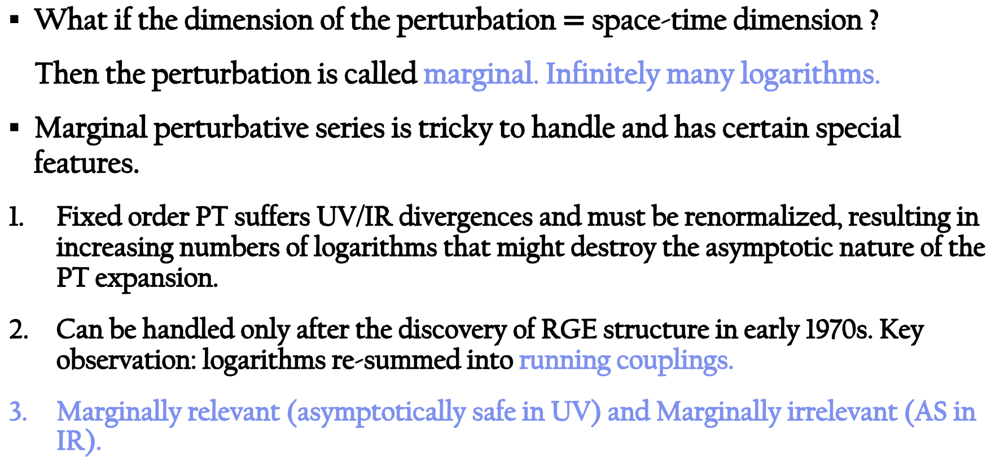 ▪ What if the dimension of the perturbation = space-time dimension ?
Then the perturbation is called marginal. Infinitely many logarithms.
▪ Marginal perturbative series is tricky to handle and has certain special
features.
1. Fixed order PT suffers UV/IR divergences and must be renormalized, resulting in
increasing numbers of logarithms that might destroy the asymptotic nature of the
PT expansion.
2. Can be handled only after the discovery of RGE structure in early 1970s. Key
observation: logarithms re-summed into running couplings.
3. Marginally relevant (asymptotically safe in UV) and Marginally irrelevant (AS in
IR).